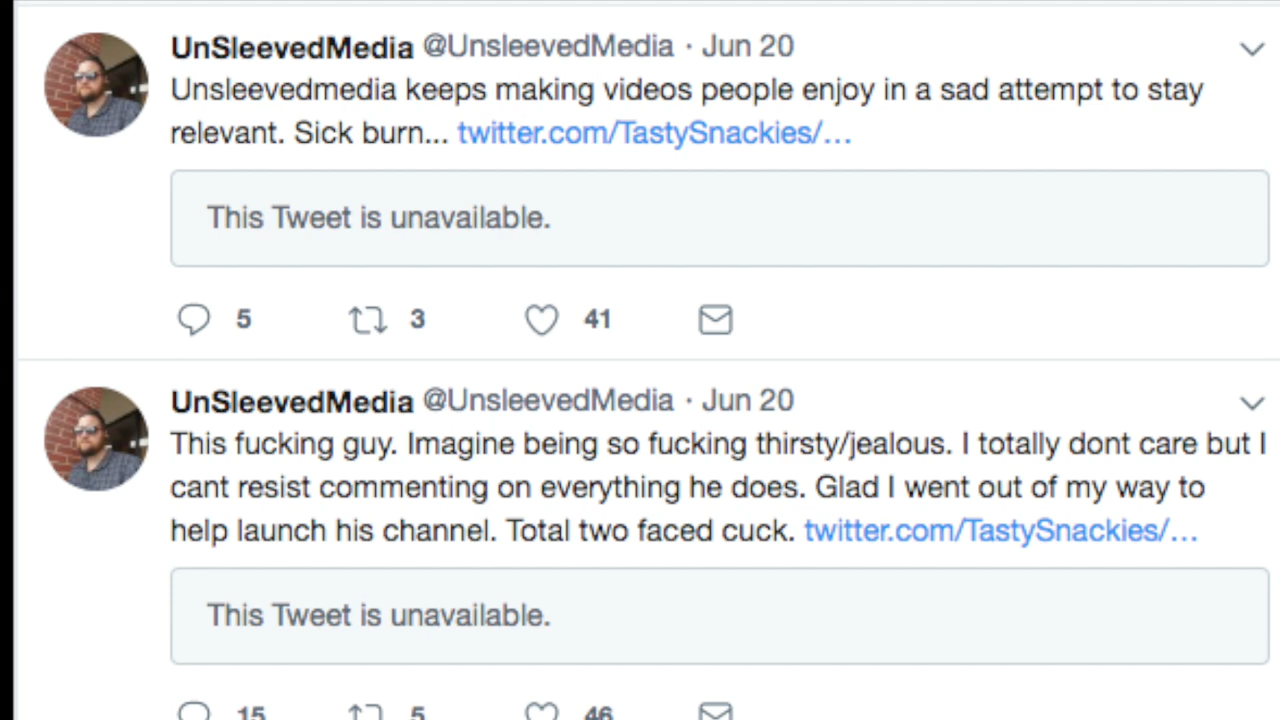 UnSleevedMedia @UnsleevedMedia · Jun 20
Unsleevedmedia keeps making videos people enjoy in a sad attempt to stay
relevant. Sick burn... twitter.com/TastySnackies/...
This Tweet is unavailable.
5 3 41
UnSleevedMedia @UnsleevedMedia · Jun 20
This fucking guy. Imagine being so fucking thirsty/jealous. I totally dont care but I
cant resist commenting on everything he does. Glad I went out of my way to
help launch his channel. Total two faced cuck. twitter.com/TastySnackies/...
This Tweet is unavailable.
15 5 46